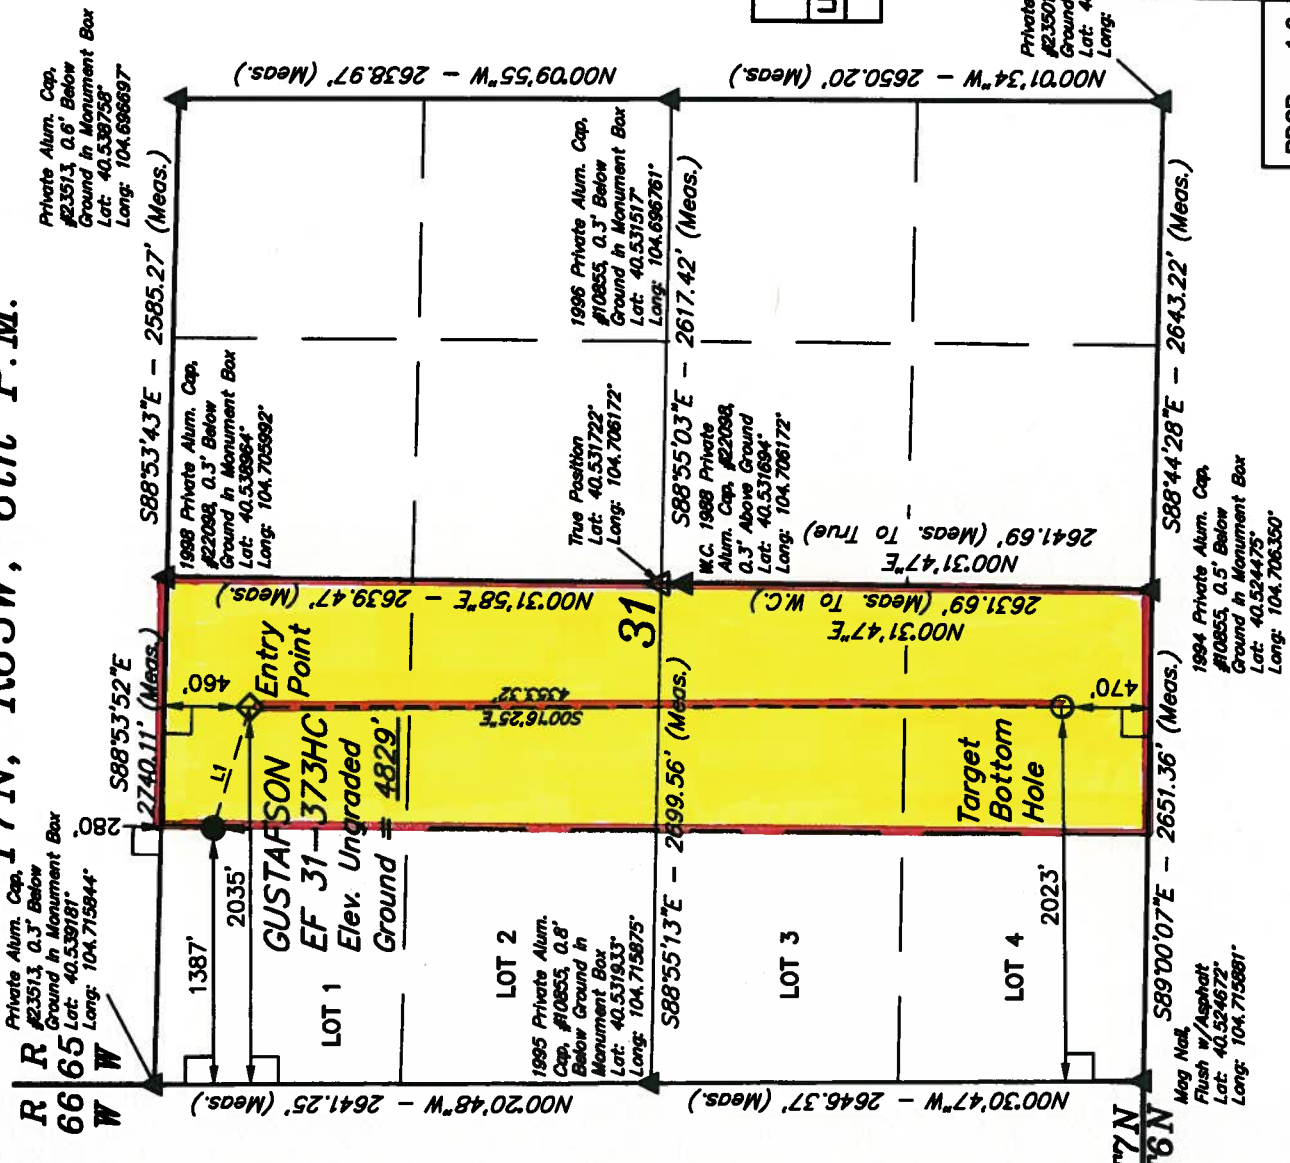 T7N, R65W, 6th P.M.
R R
66 65
W W
Private Alum. Cap,
#23513, 0.3' Below
Ground in Monument Box
Lat: 40.539181°
Long: 104.715844°
S88°53'52"E
2740.11' (Meas.)
280'
1387'
2035'
460'
L1
Entry
Point
GUSTAFSON
EF 31-373HC
Elev. Ungraded
Ground = 4829'
LOT 1
LOT 2
LOT 3
LOT 4
N00°20'48"W - 2641.25' (Meas.)
N00°30'47"W - 2646.37' (Meas.)
1995 Private Alum.
Cap, #10855, 0.8'
Below Ground in
Monument Box
Lat: 40.531933°
Long: 104.715875°
S88°55'13"E - 2699.56' (Meas.)
S00°16'25"E
4353.32'
31
N00°31'58"E - 2639.47' (Meas.)
N00°31'47"E
2631.69' (Meas. To W.C.)
N00°31'47"E
2641.69' (Meas. To True)
Target
Bottom
Hole
2023'
470'
S89°00'07"E - 2651.36' (Meas.)
T7N
T6N
Mag Nail,
Flush w/Asphalt
Lat: 40.524672°
Long: 104.715881°
1994 Private Alum. Cap,
#10855, 0.5' Below
Ground in Monument Box
Lat: 40.524475°
Long: 104.706350°
S88°44'28"E - 2643.22' (Meas.)
W.C. 1988 Private
Alum. Cap, #22098,
0.3' Above Ground
Lat: 40.531694°
Long: 104.706172°
S88°55'03"E - 2617.42' (Meas.)
True Position
Lat: 40.531722°
Long: 104.706172°
1998 Private Alum. Cap,
#22098, 0.3' Below
Ground in Monument Box
Lat: 40.538964°
Long: 104.705992°
S88°53'43"E - 2585.27' (Meas.)
Private Alum. Cap,
#23513, 0.6' Below
Ground in Monument Box
Lat: 40.538758°
Long: 104.696697°
N00°09'55"W - 2638.97' (Meas.)
1996 Private Alum. Cap,
#10855, 0.3' Below
Ground in Monument Box
Lat: 40.531517°
Long: 104.696761°
N00°01'34"W - 2650.20' (Meas.)
Private
Ground
Lat:
Long: